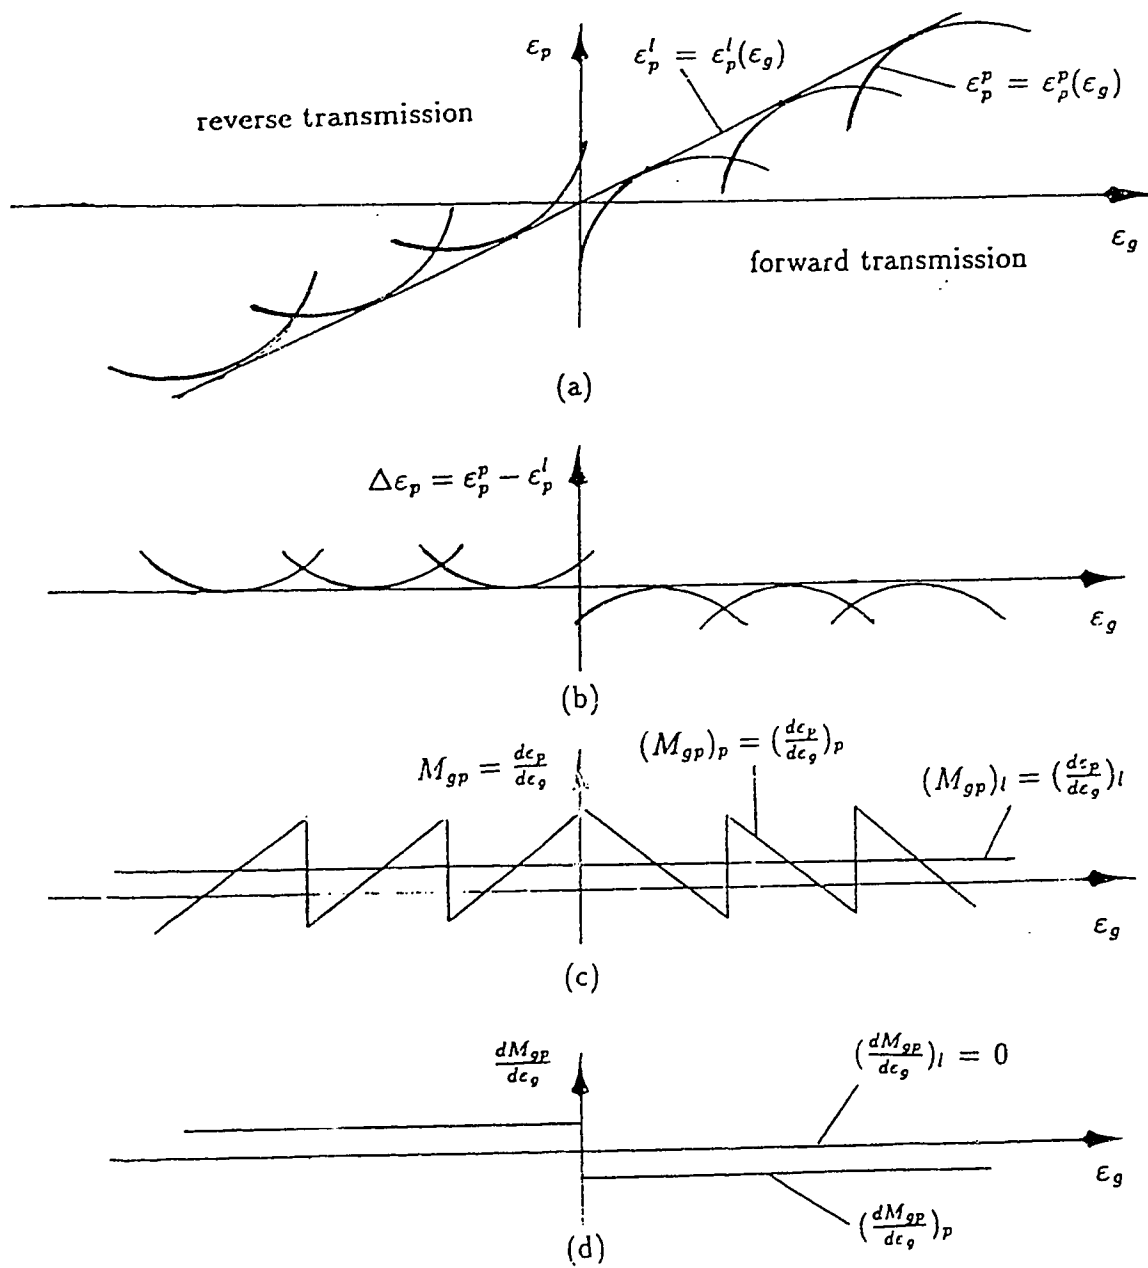 ε_p
ε_p^l = ε_p^l(ε_g)
ε_p^p = ε_p^p(ε_g)
reverse transmission
ε_g
forward transmission
(a)
△ε_p = ε_p^p − ε_p^l
ε_g
(b)
M_gp = dε_p/dε_g
(M_gp)_p = (dε_p/dε_g)_p
(M_gp)_l = (dε_p/dε_g)_l
ε_g
(c)
dM_gp/dε_g
(dM_gp/dε_g)_l = 0
ε_g
(dM_gp/dε_g)_p
(d)